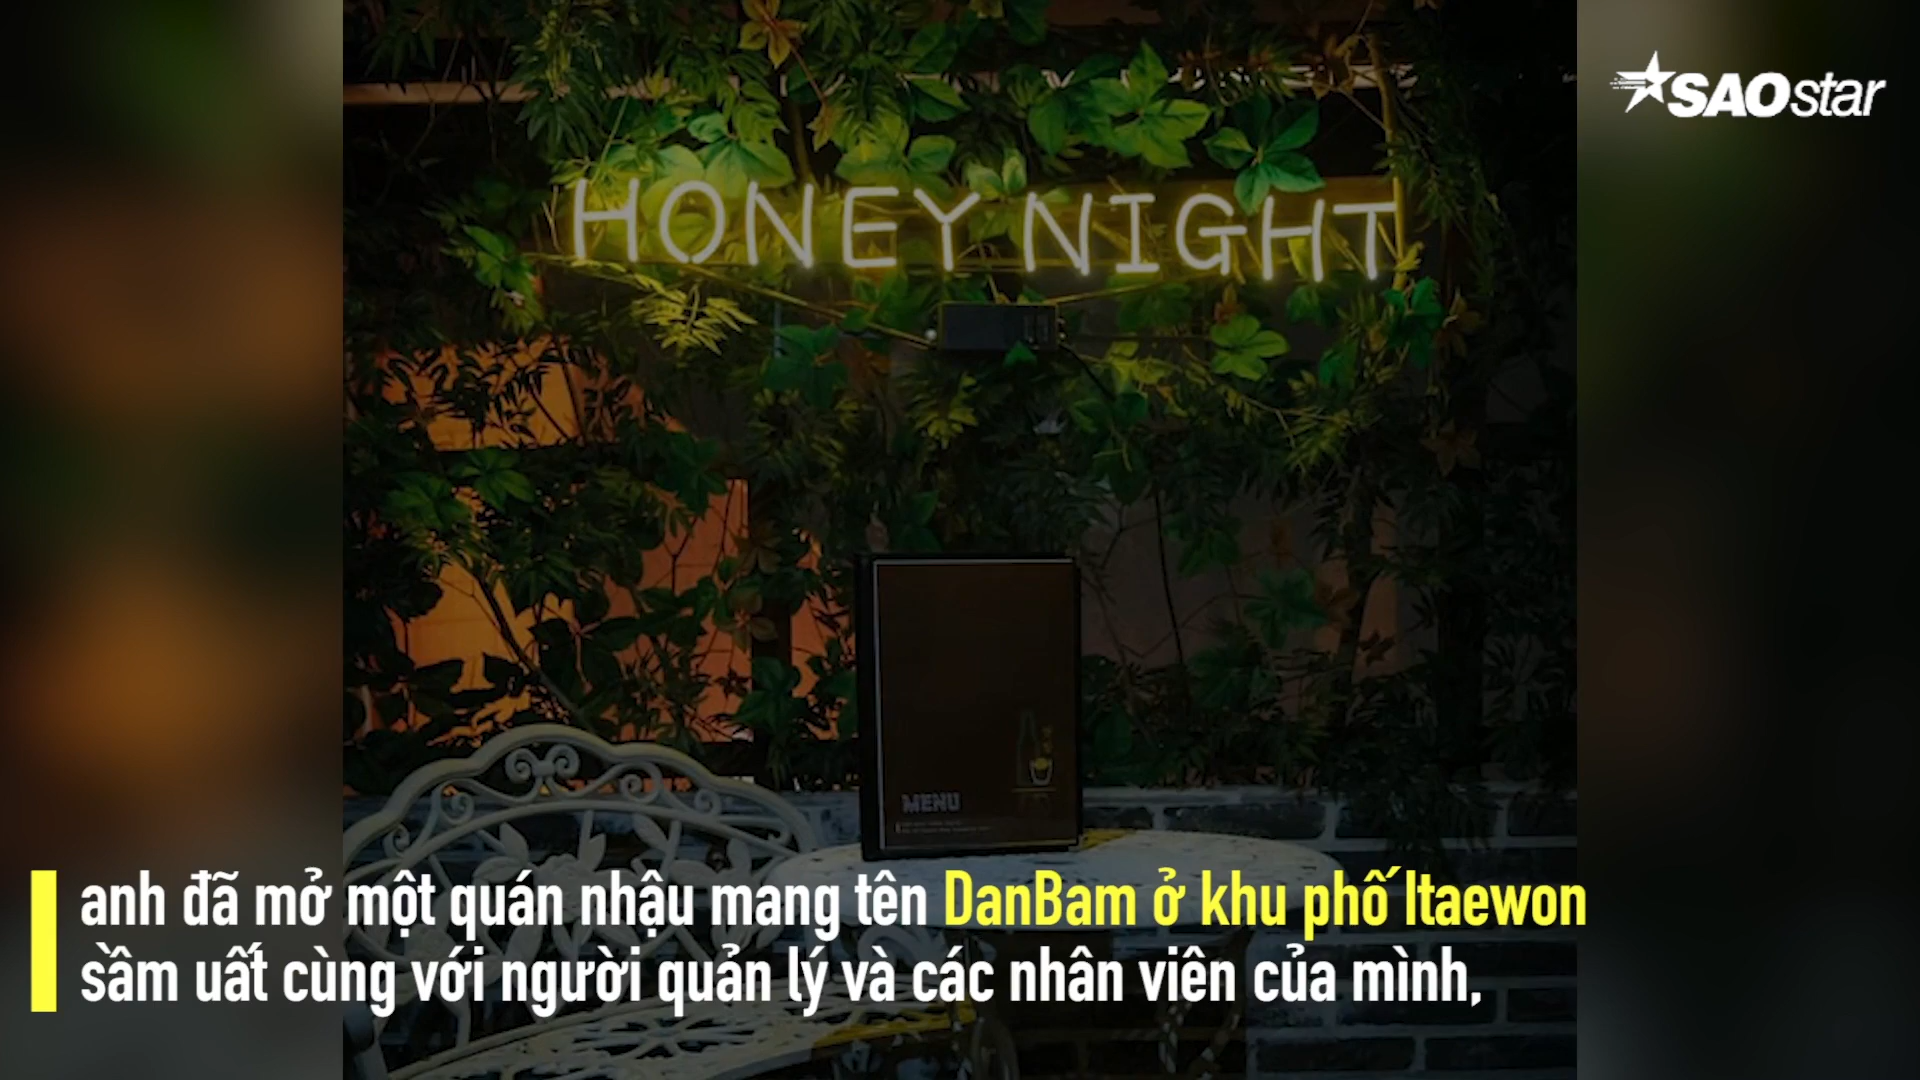 SAOstar
HONEY NIGHT
MENU
anh đã mở một quán nhậu mang tên DanBam ở khu phố Itaewon
sầm uất cùng với người quản lý và các nhân viên của mình,